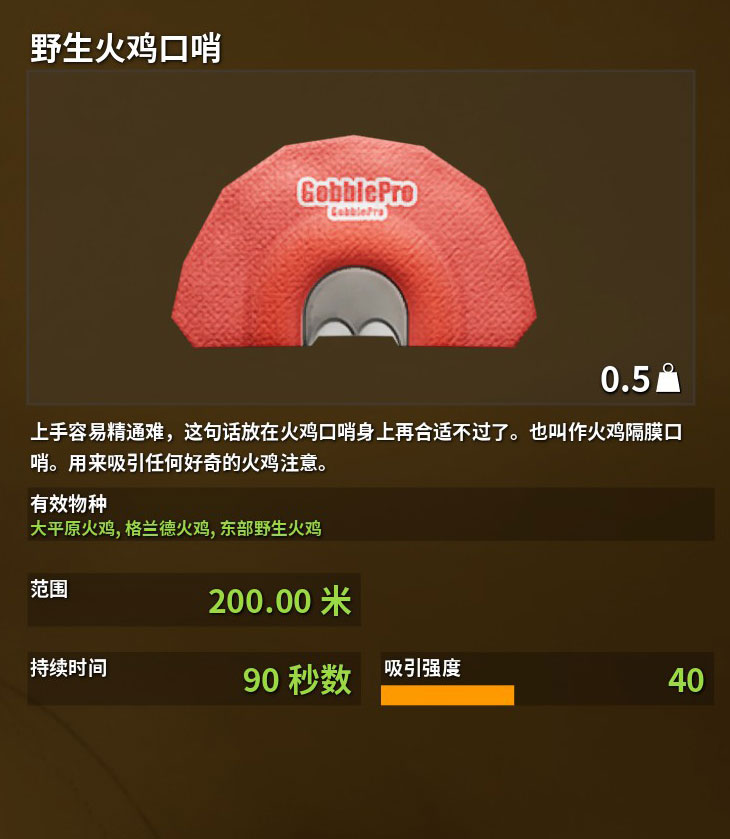 野生火鸡口哨
GobblePro
GobblePro
0.5
上手容易精通难，这句话放在火鸡口哨身上再合适不过了。也叫作火鸡隔膜口
哨。用来吸引任何好奇的火鸡注意。
有效物种
大平原火鸡, 格兰德火鸡, 东部野生火鸡
范围
200.00 米
持续时间
90 秒数
吸引强度
40